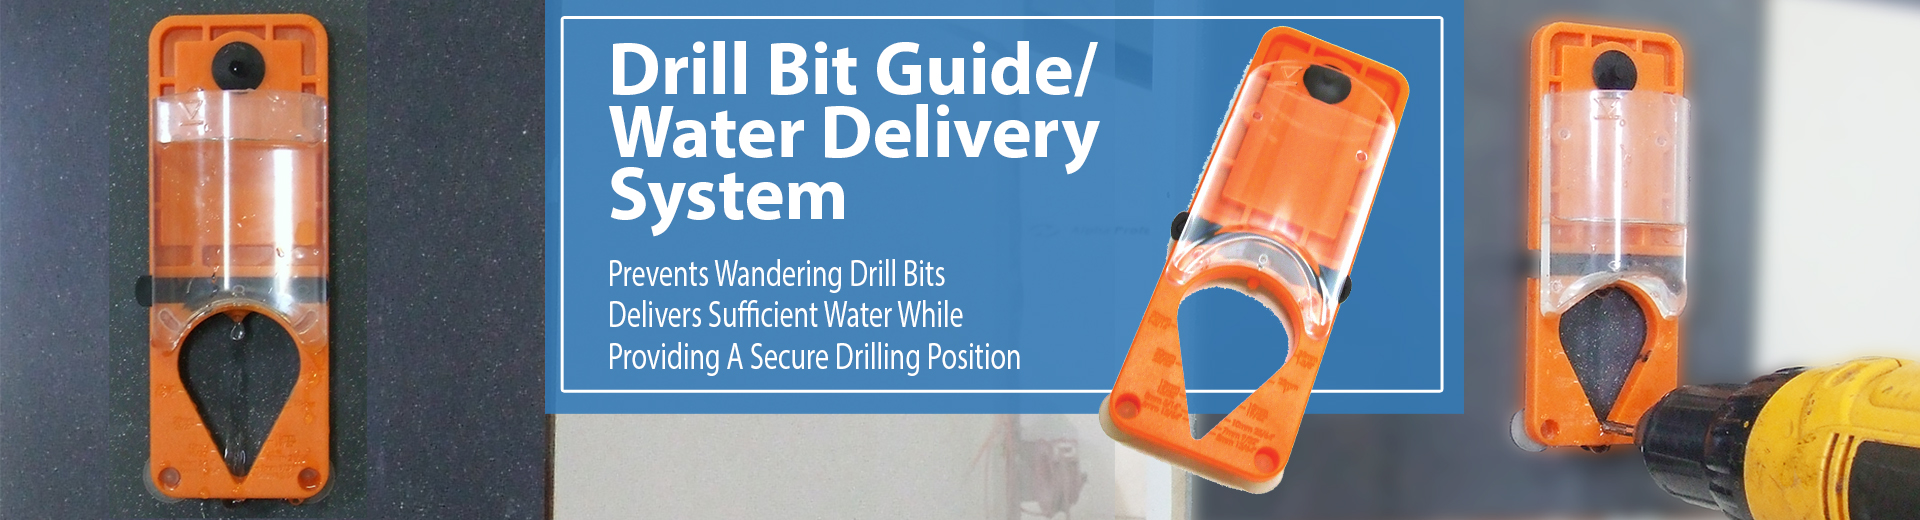 Drill Bit Guide/
Water Delivery
System
Prevents Wandering Drill Bits
Delivers Sufficient Water While
Providing A Secure Drilling Position